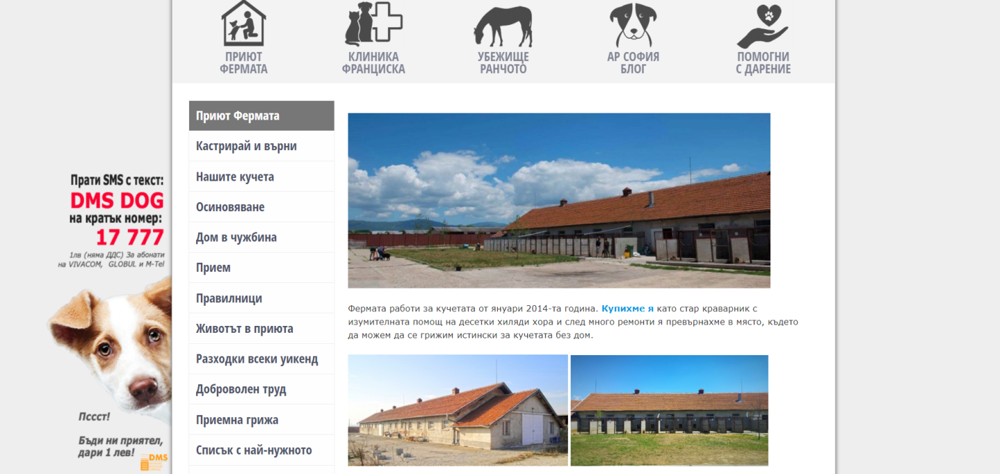 ПРИЮТ
ФЕРМАТА
КЛИНИКА
ФРАНЦИСКА
УБЕЖИЩЕ
РАНЧОТО
АР СОФИЯ
БЛОГ
ПОМОГНИ
С ДАРЕНИЕ
Прати SMS с текст:
DMS DOG
на кратък номер:
17 777
1лв (няма ДДС) За абонати
на VIVACOM, GLOBUL и M-Tel
Пссст!
Бъди ни приятел,
дари 1 лев!
DMS
Приют Фермата
Кастрирай и върни
Нашите кучета
Осиновяване
Дом в чужбина
Прием
Правилници
Животът в приюта
Разходки всеки уикенд
Доброволен труд
Приемна грижа
Списък с най-нужното
Фермата работи за кучетата от януари 2014-та година. Купихме я като стар краварник с
изумителната помощ на десетки хиляди хора и след много ремонти я превърнахме в място, където
да можем да се грижим истински за кучетата без дом.